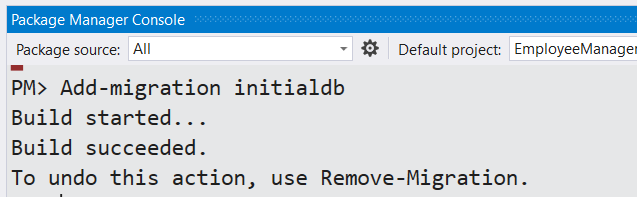 Package Manager Console
Package source: All Default project: EmployeeManager
PM> Add-migration initialdb
Build started...
Build succeeded.
To undo this action, use Remove-Migration.